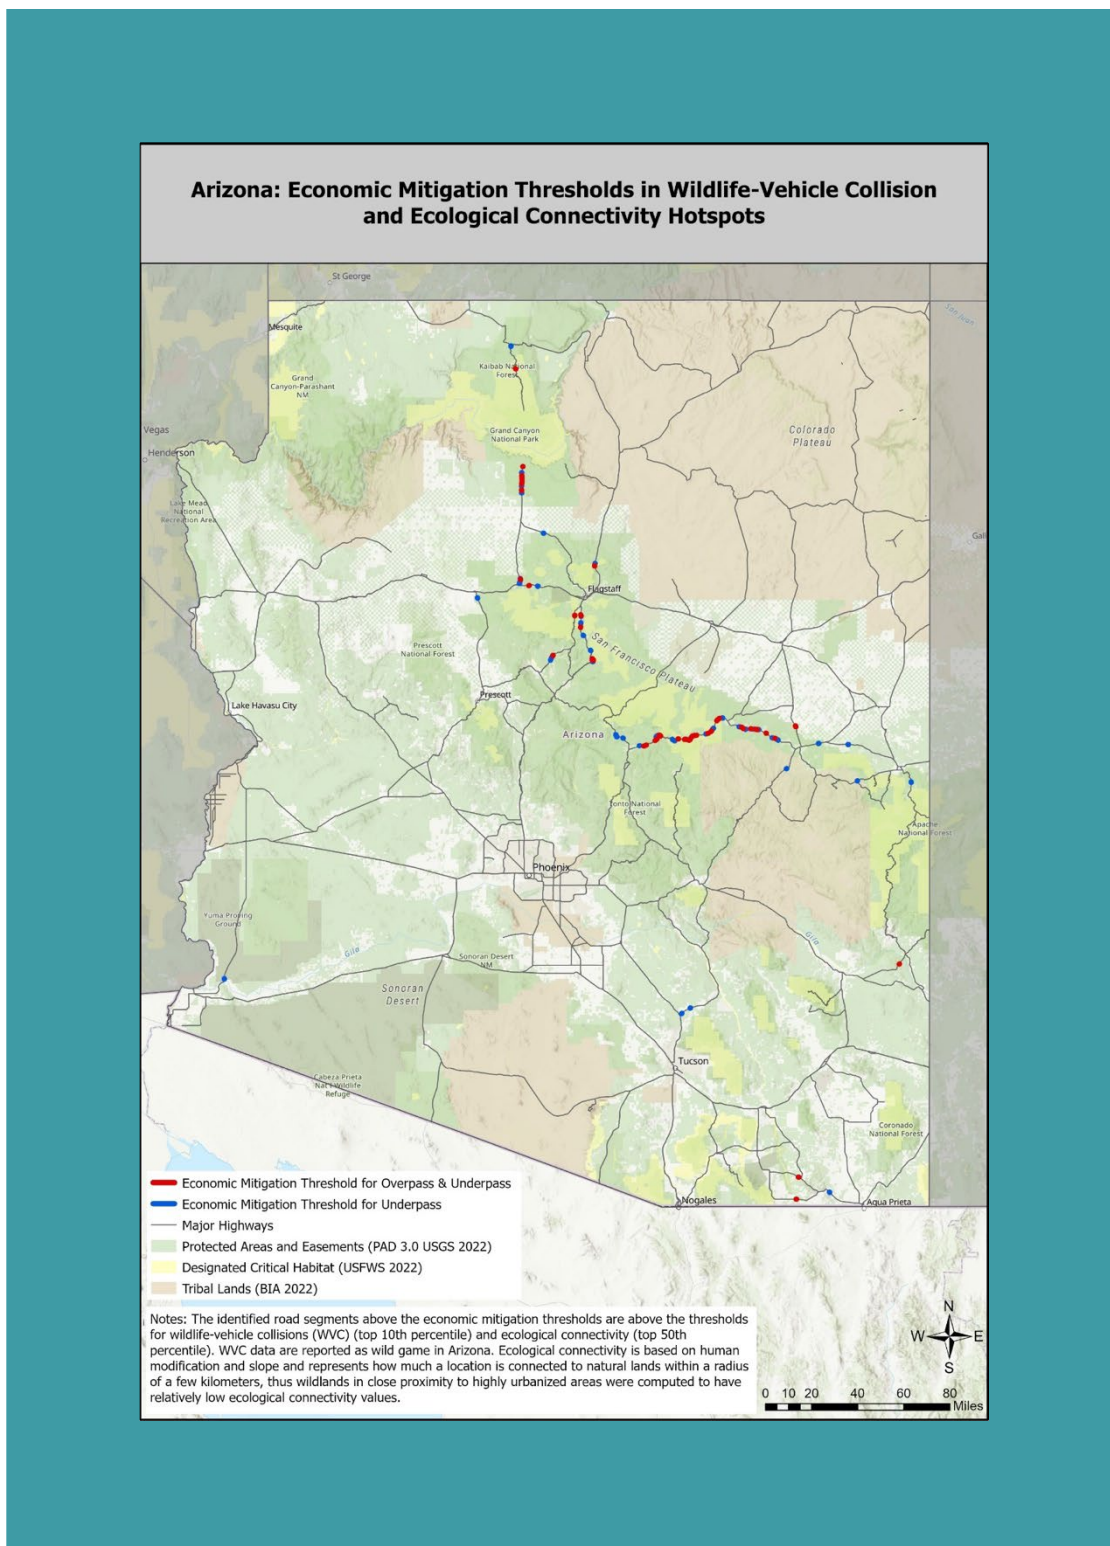 Arizona: Economic Mitigation Thresholds in Wildlife-Vehicle Collision
and Ecological Connectivity Hotspots
St George
San Juan
Mesquite
Kaibab National
Forest
Grand
Canyon-Parashant
NM
Grand Canyon
National Park
Colorado
Plateau
Vegas
Henderson
Lake Mead
National
Recreation Area
Gall
Flagstaff
San Francisco Plateau
Prescott
National Forest
Prescott
Lake Havasu City
Arizona
Tonto National
Forest
Apache
National Forest
Phoenix
Yuma Proving
Ground
Gila
Gila
Sonoran Desert
NM
Sonoran
Desert
Tucson
Cabeza Prieta
Nat'l Wildlife
Refuge
Coronado
National Forest
Nogales
Agua Prieta
Economic Mitigation Threshold for Overpass & Underpass
Economic Mitigation Threshold for Underpass
Major Highways
Protected Areas and Easements (PAD 3.0 USGS 2022)
Designated Critical Habitat (USFWS 2022)
Tribal Lands (BIA 2022)
Notes: The identified road segments above the economic mitigation thresholds are above the thresholds
for wildlife-vehicle collisions (WVC) (top 10th percentile) and ecological connectivity (top 50th
percentile). WVC data are reported as wild game in Arizona. Ecological connectivity is based on human
modification and slope and represents how much a location is connected to natural lands within a radius
of a few kilometers, thus wildlands in close proximity to highly urbanized areas were computed to have
relatively low ecological connectivity values.
N
W E
S
0 10 20 40 60 80
Miles